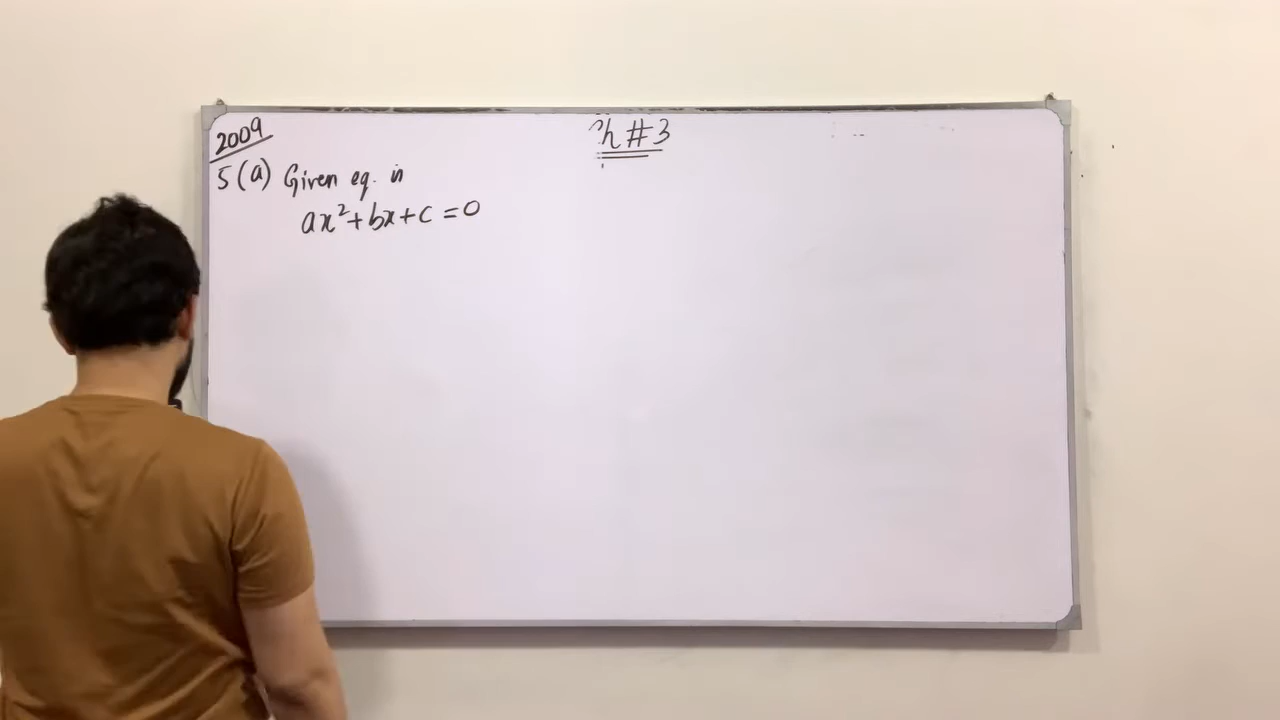 2009
Ch #3
5(a) Given eq. is
ax²+bx+c=0